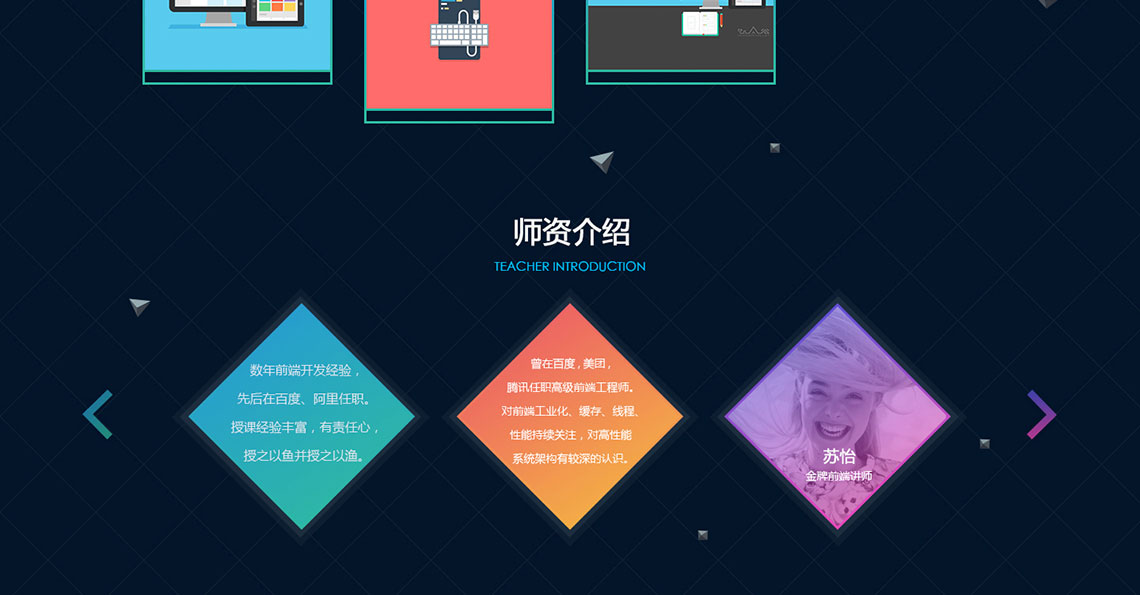 师资介绍
TEACHER INTRODUCTION
数年前端开发经验，
先后在百度、阿里任职。
授课经验丰富，有责任心，
授之以鱼并授之以渔。
曾在百度，美团，
腾讯任职高级前端工程师。
对前端工业化、缓存、线程、
性能持续关注，对高性能
系统架构有较深的认识。
苏怡
金牌前端讲师